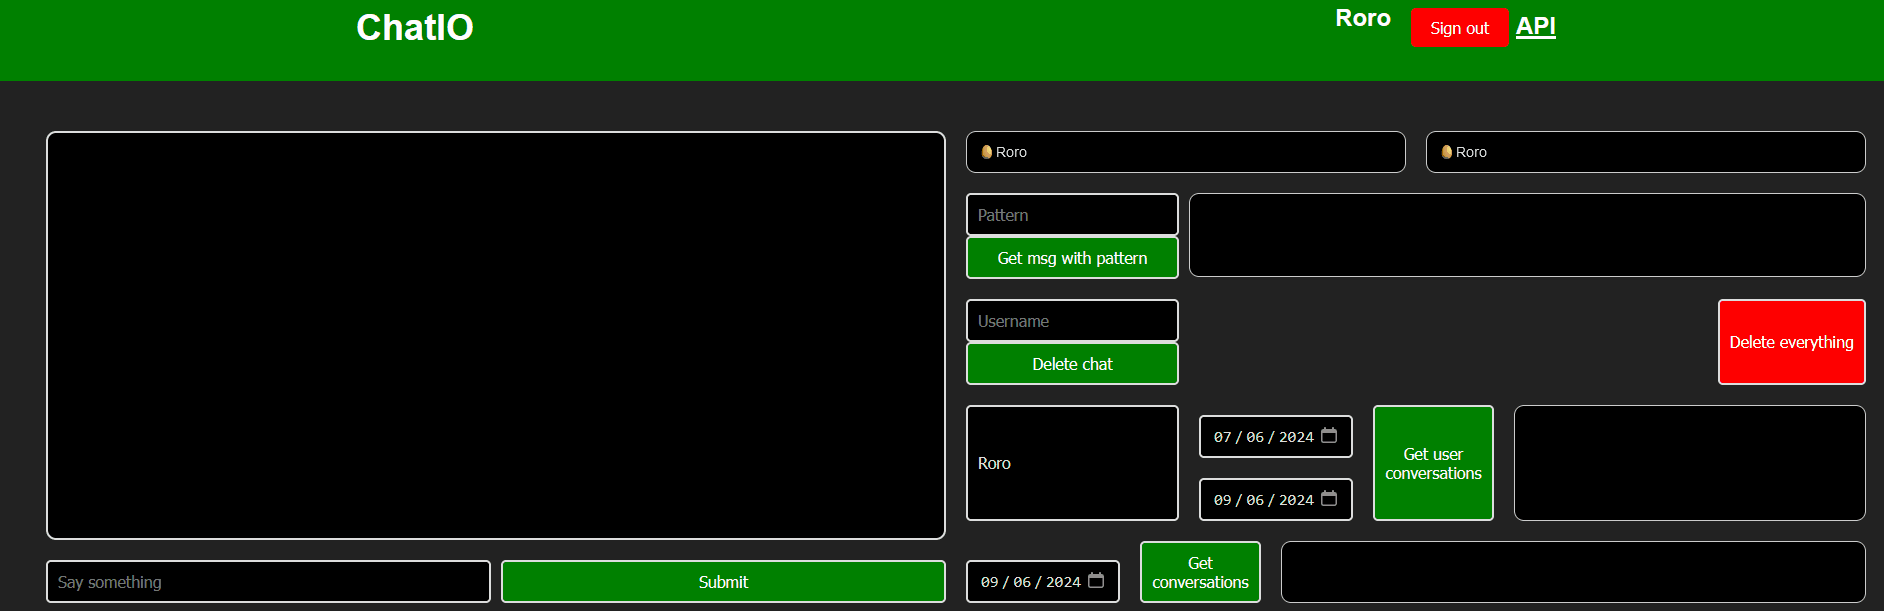 ChatIO
Roro
Sign out
API
Roro
Roro
Pattern
Get msg with pattern
Username
Delete chat
Delete everything
Roro
07/06/2024
09/06/2024
Get user
conversations
Say something
Submit
09/06/2024
Get
conversations